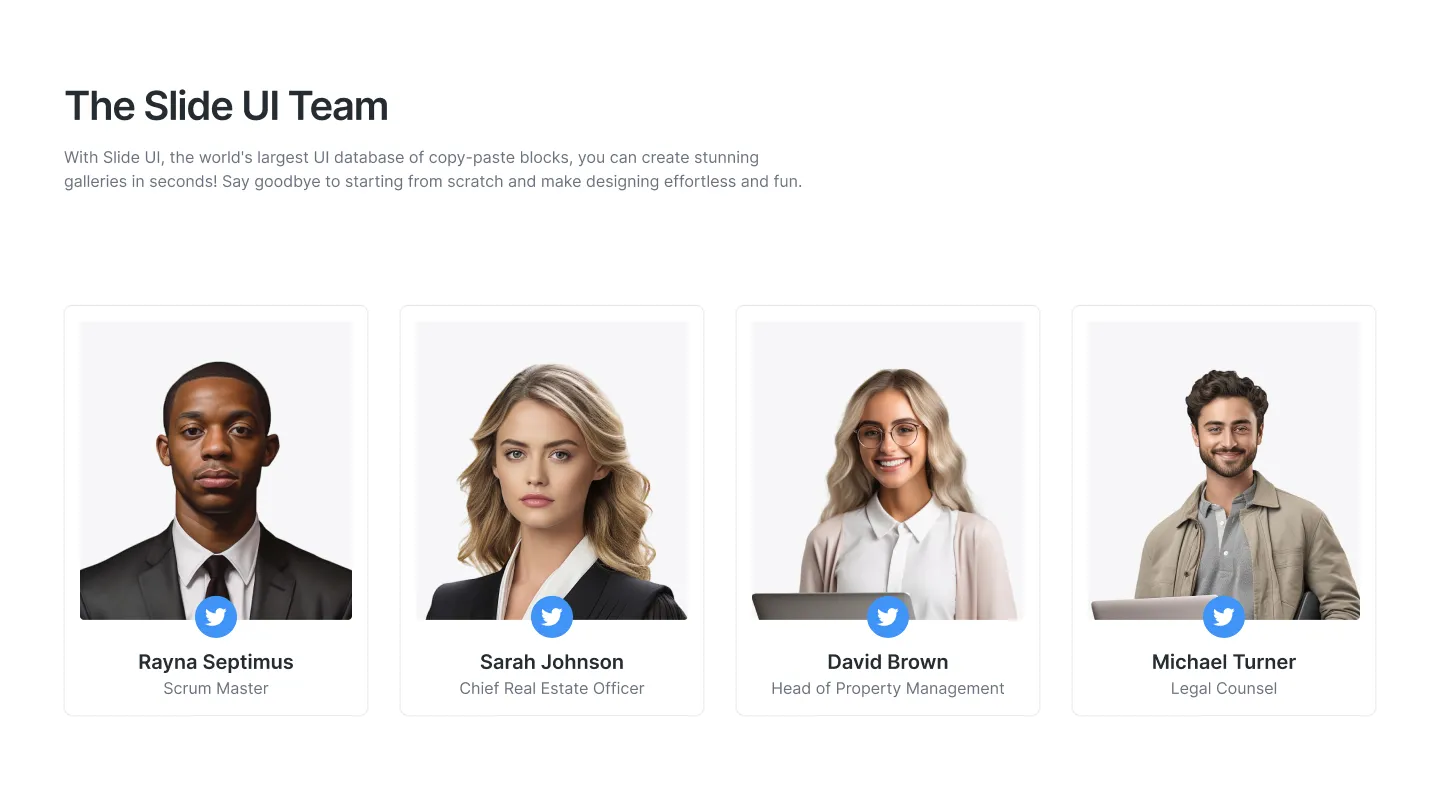 The Slide UI Team
With Slide UI, the world's largest UI database of copy-paste blocks, you can create stunning
galleries in seconds! Say goodbye to starting from scratch and make designing effortless and fun.
Rayna Septimus
Scrum Master
Sarah Johnson
Chief Real Estate Officer
David Brown
Head of Property Management
Michael Turner
Legal Counsel